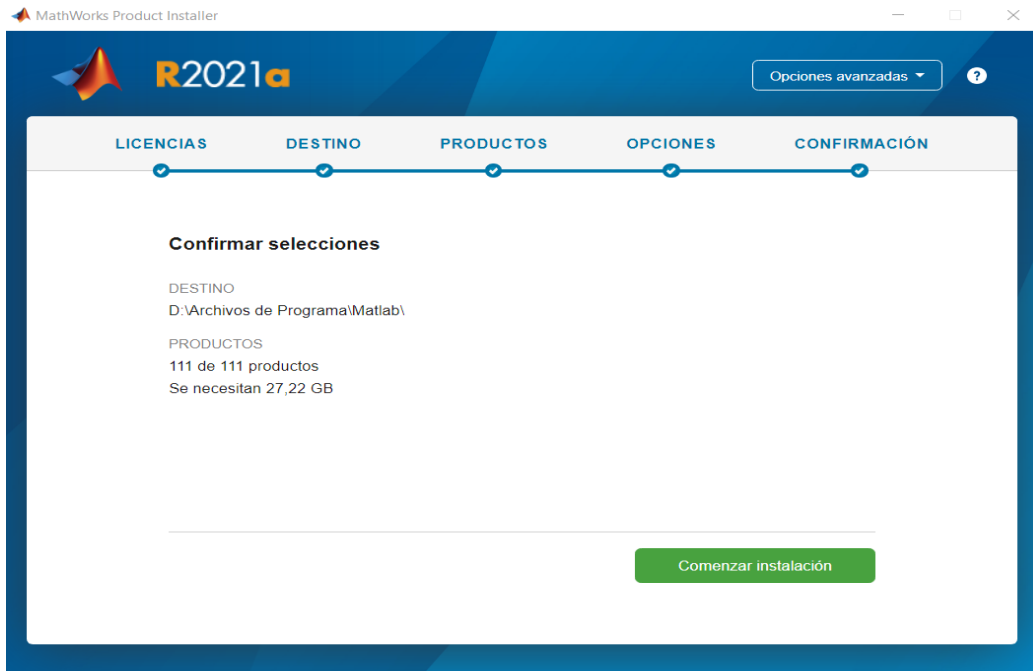 MathWorks Product Installer
R2021a
Opciones avanzadas
?
LICENCIAS DESTINO PRODUCTOS OPCIONES CONFIRMACIÓN
Confirmar selecciones
DESTINO
D:\Archivos de Programa\Matlab\
PRODUCTOS
111 de 111 productos
Se necesitan 27,22 GB
Comenzar instalación